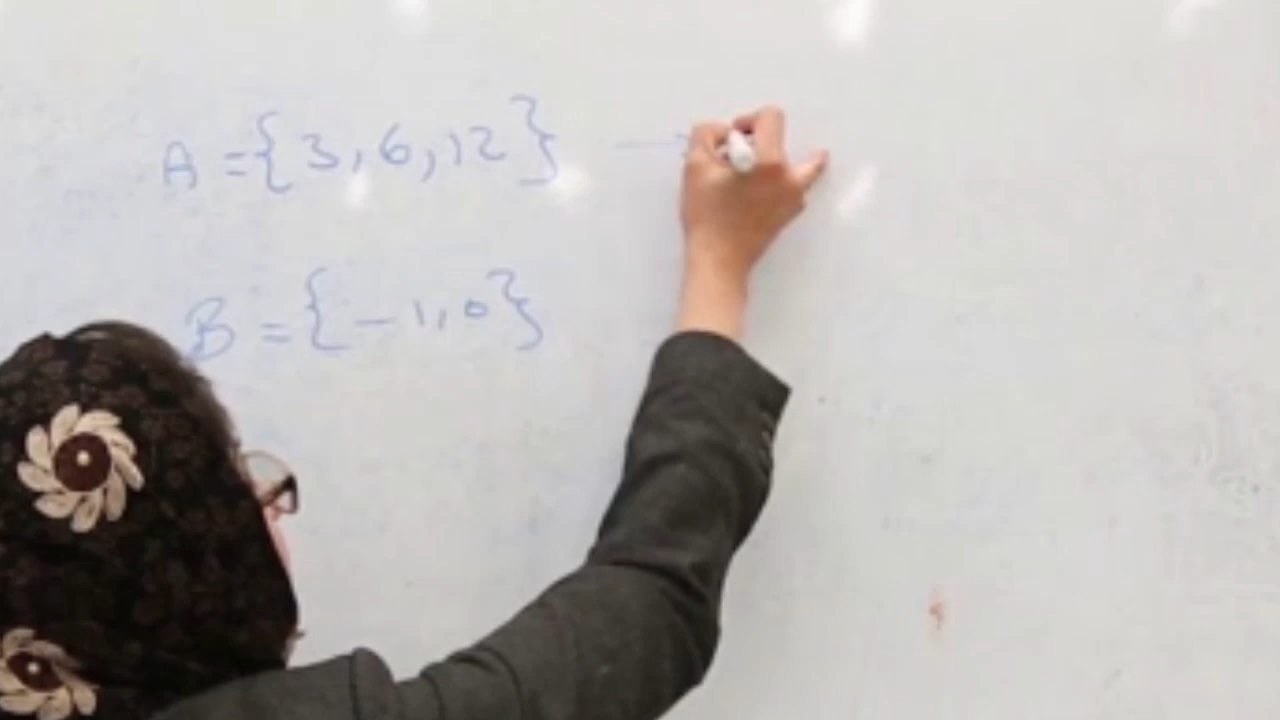 A = {3, 6, 12} →
B = {-1, 0}